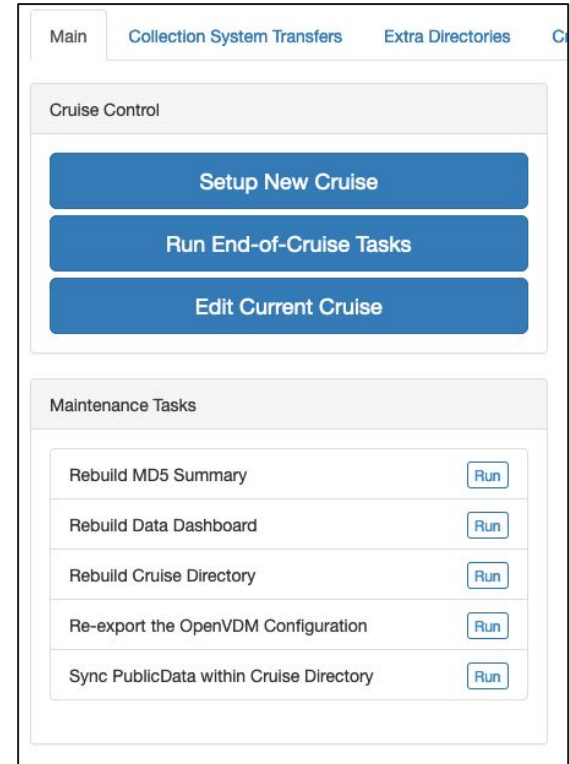 Main Collection System Transfers Extra Directories
Cruise Control
Setup New Cruise
Run End-of-Cruise Tasks
Edit Current Cruise
Maintenance Tasks
Rebuild MD5 Summary Run
Rebuild Data Dashboard Run
Rebuild Cruise Directory Run
Re-export the OpenVDM Configuration Run
Sync PublicData within Cruise Directory Run